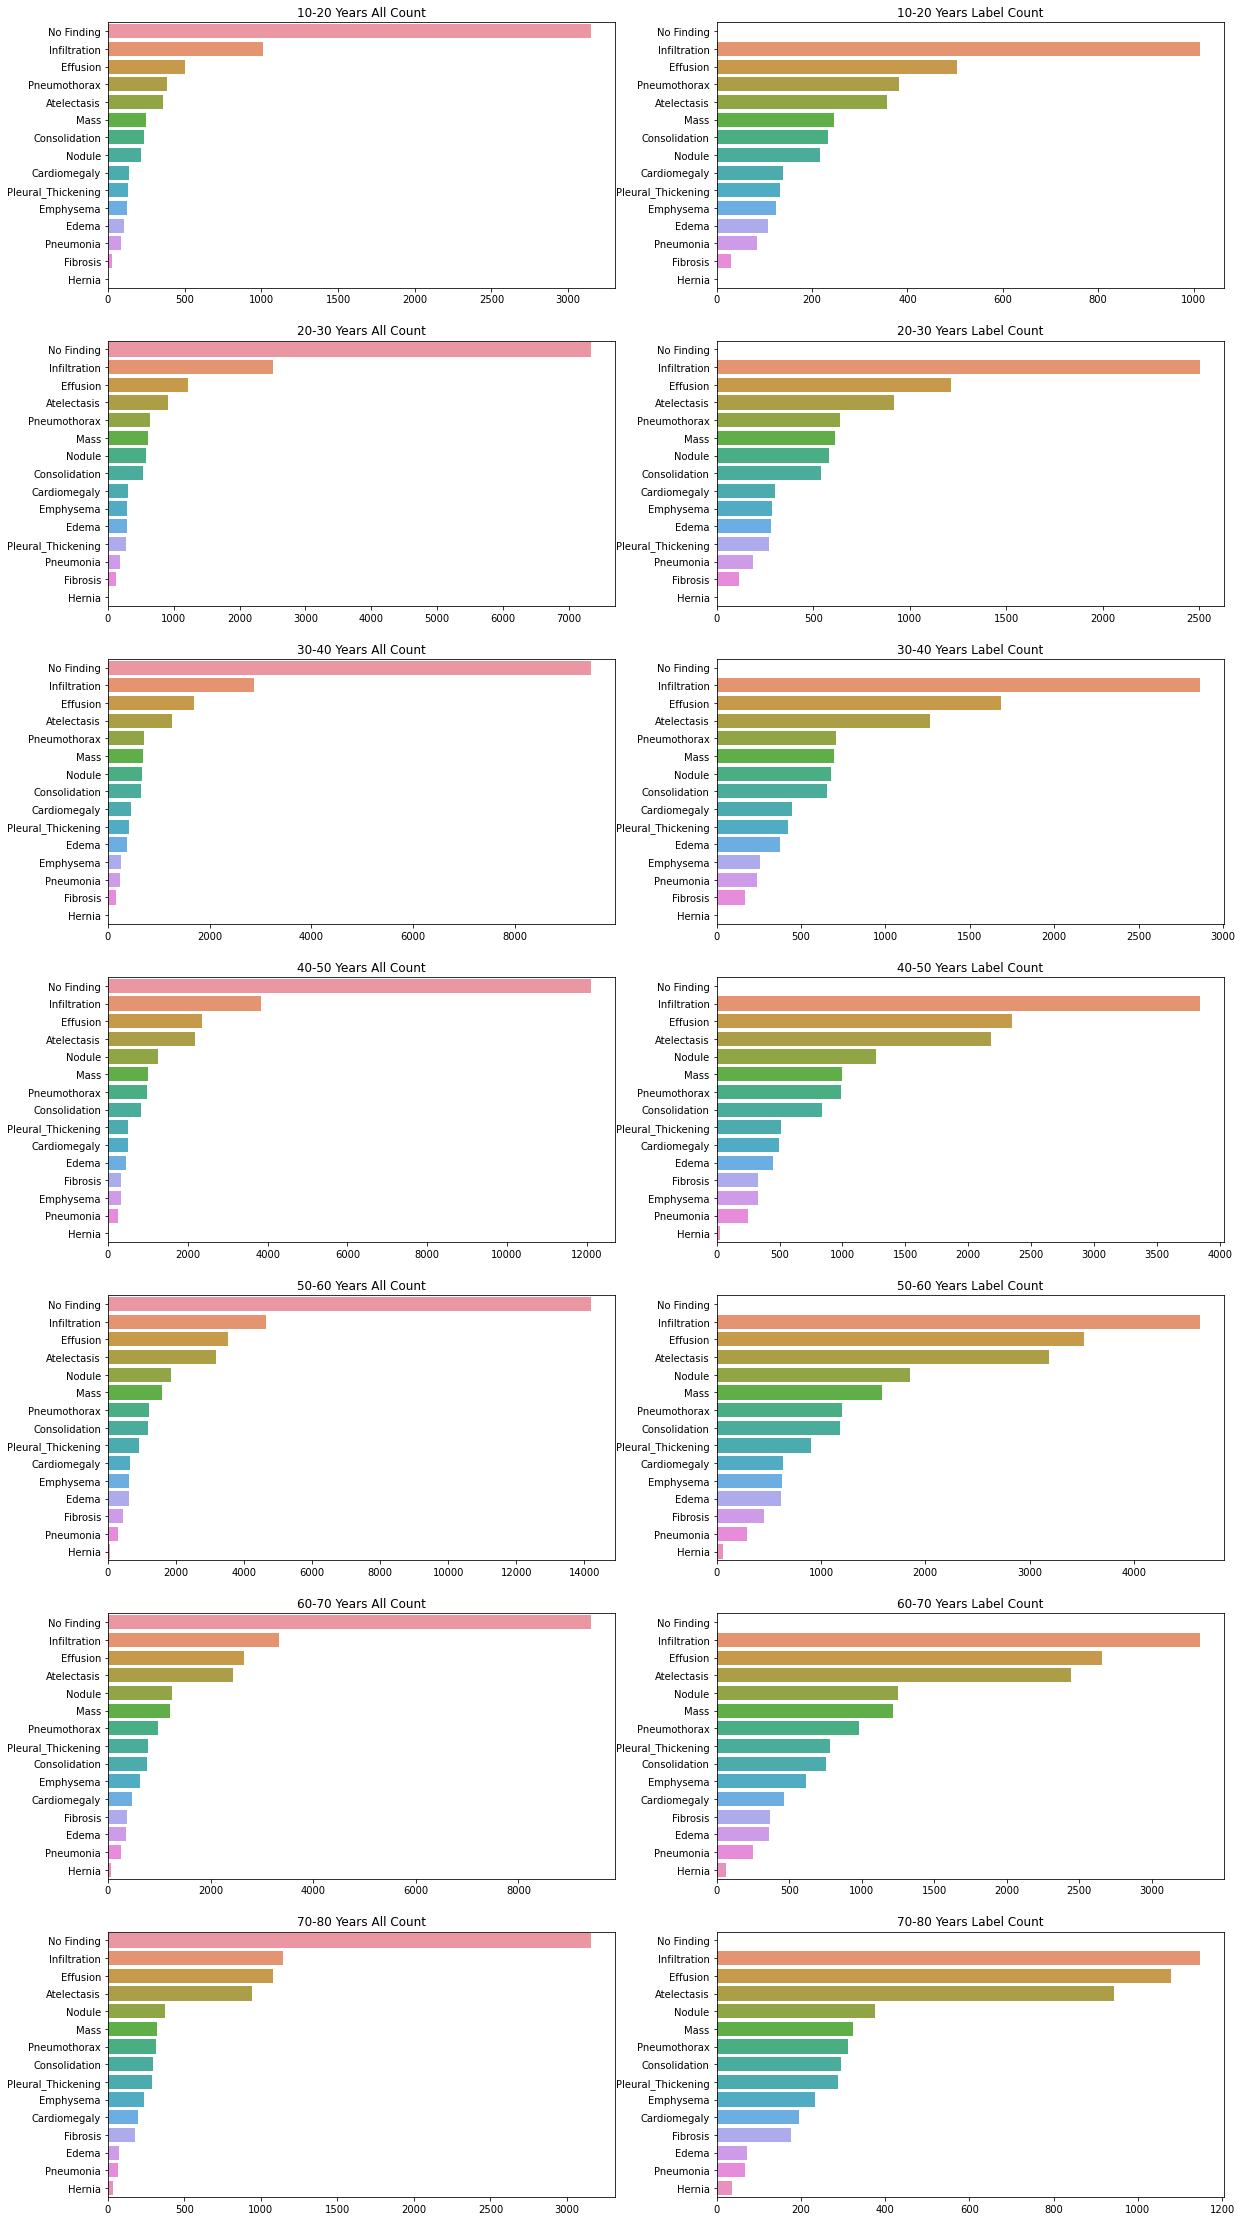 10-20 Years All Count
No Finding
Infiltration
Effusion
Pneumothorax
Atelectasis
Mass
Consolidation
Nodule
Cardiomegaly
Pleural_Thickening
Emphysema
Edema
Pneumonia
Fibrosis
Hernia
0 500 1000 1500 2000 2500 3000
10-20 Years Label Count
No Finding
Infiltration
Effusion
Pneumothorax
Atelectasis
Mass
Consolidation
Nodule
Cardiomegaly
Pleural_Thickening
Emphysema
Edema
Pneumonia
Fibrosis
Hernia
0 200 400 600 800 1000
20-30 Years All Count
No Finding
Infiltration
Effusion
Atelectasis
Pneumothorax
Mass
Nodule
Consolidation
Cardiomegaly
Emphysema
Edema
Pleural_Thickening
Pneumonia
Fibrosis
Hernia
0 1000 2000 3000 4000 5000 6000 7000
20-30 Years Label Count
No Finding
Infiltration
Effusion
Atelectasis
Pneumothorax
Mass
Nodule
Consolidation
Cardiomegaly
Emphysema
Edema
Pleural_Thickening
Pneumonia
Fibrosis
Hernia
0 500 1000 1500 2000 2500
30-40 Years All Count
No Finding
Infiltration
Effusion
Atelectasis
Pneumothorax
Mass
Nodule
Consolidation
Cardiomegaly
Pleural_Thickening
Edema
Emphysema
Pneumonia
Fibrosis
Hernia
0 2000 4000 6000 8000
30-40 Years Label Count
No Finding
Infiltration
Effusion
Atelectasis
Pneumothorax
Mass
Nodule
Consolidation
Cardiomegaly
Pleural_Thickening
Edema
Emphysema
Pneumonia
Fibrosis
Hernia
0 500 1000 1500 2000 2500 3000
40-50 Years All Count
No Finding
Infiltration
Effusion
Atelectasis
Nodule
Mass
Pneumothorax
Consolidation
Pleural_Thickening
Cardiomegaly
Edema
Fibrosis
Emphysema
Pneumonia
Hernia
0 2000 4000 6000 8000 10000 12000
40-50 Years Label Count
No Finding
Infiltration
Effusion
Atelectasis
Nodule
Mass
Pneumothorax
Consolidation
Pleural_Thickening
Cardiomegaly
Edema
Fibrosis
Emphysema
Pneumonia
Hernia
0 500 1000 1500 2000 2500 3000 3500 4000
50-60 Years All Count
No Finding
Infiltration
Effusion
Atelectasis
Nodule
Mass
Pneumothorax
Consolidation
Pleural_Thickening
Cardiomegaly
Emphysema
Edema
Fibrosis
Pneumonia
Hernia
0 2000 4000 6000 8000 10000 12000 14000
50-60 Years Label Count
No Finding
Infiltration
Effusion
Atelectasis
Nodule
Mass
Pneumothorax
Consolidation
Pleural_Thickening
Cardiomegaly
Emphysema
Edema
Fibrosis
Pneumonia
Hernia
0 1000 2000 3000 4000
60-70 Years All Count
No Finding
Infiltration
Effusion
Atelectasis
Nodule
Mass
Pneumothorax
Pleural_Thickening
Consolidation
Emphysema
Cardiomegaly
Fibrosis
Edema
Pneumonia
Hernia
0 2000 4000 6000 8000
60-70 Years Label Count
No Finding
Infiltration
Effusion
Atelectasis
Nodule
Mass
Pneumothorax
Pleural_Thickening
Consolidation
Emphysema
Cardiomegaly
Fibrosis
Edema
Pneumonia
Hernia
0 500 1000 1500 2000 2500 3000
70-80 Years All Count
No Finding
Infiltration
Effusion
Atelectasis
Nodule
Mass
Pneumothorax
Consolidation
Pleural_Thickening
Emphysema
Cardiomegaly
Fibrosis
Edema
Pneumonia
Hernia
0 500 1000 1500 2000 2500 3000
70-80 Years Label Count
No Finding
Infiltration
Effusion
Atelectasis
Nodule
Mass
Pneumothorax
Consolidation
Pleural_Thickening
Emphysema
Cardiomegaly
Fibrosis
Edema
Pneumonia
Hernia
0 200 400 600 800 1000 1200